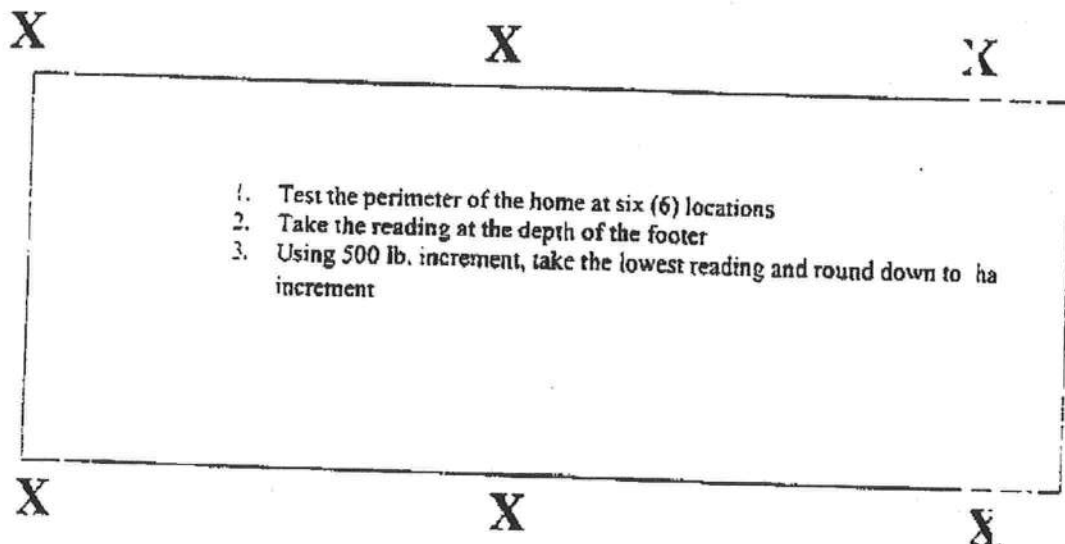 X X X
1. Test the perimeter of the home at six (6) locations
2. Take the reading at the depth of the footer
3. Using 500 lb. increment, take the lowest reading and round down to ha
increment
X X X